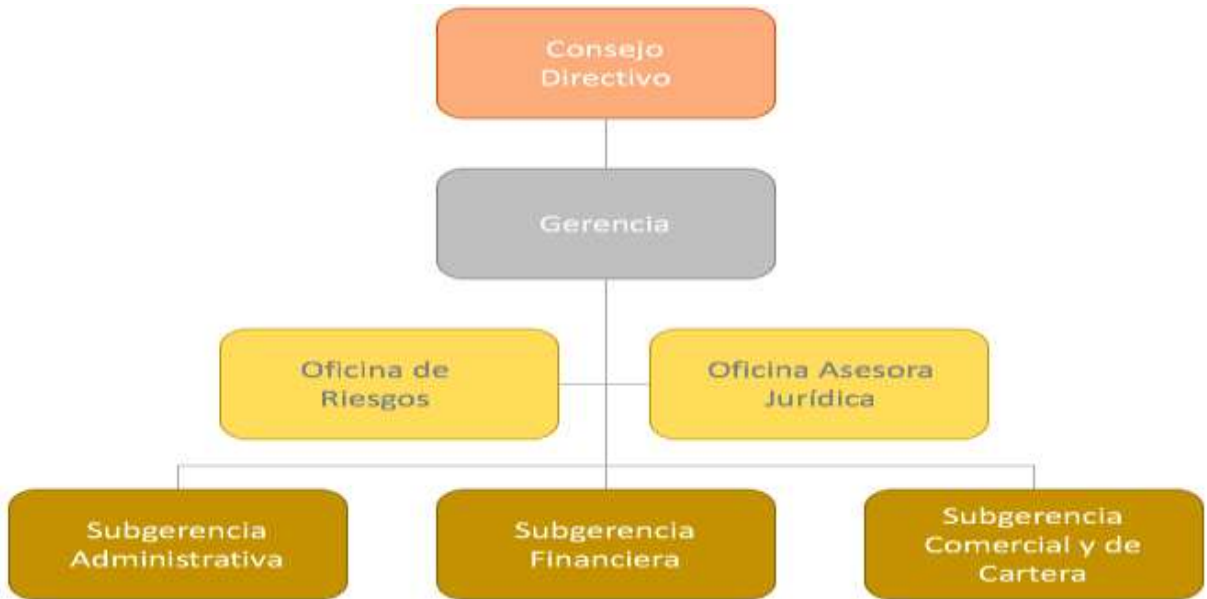 Consejo
Directivo
Gerencia
Oficina de
Riesgos
Oficina Asesora
Jurídica
Subgerencia
Administrativa
Subgerencia
Financiera
Subgerencia
Comercial y de
Cartera